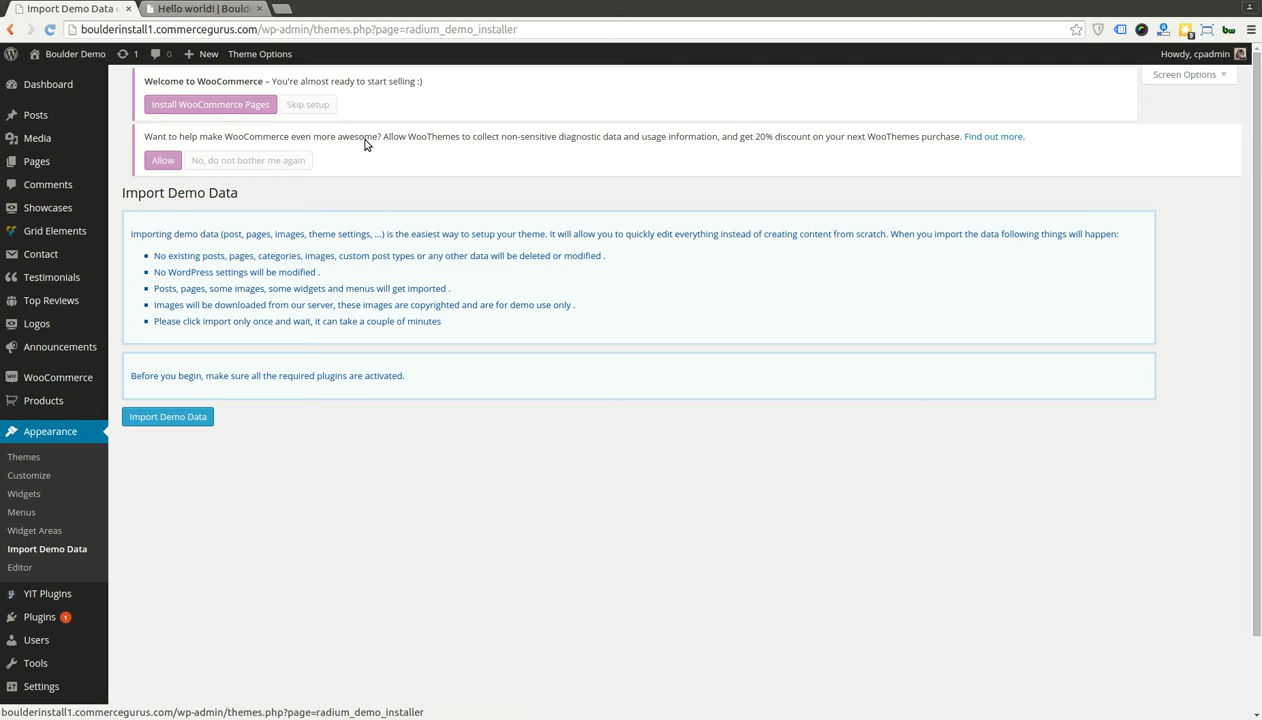 Import Demo Data ‹
Hello world! | Bould
boulderinstall1.commercegurus.com/wp-admin/themes.php?page=radium_demo_installer
Boulder Demo 1 0 New Theme Options Howdy, cpadmin
Screen Options
Welcome to WooCommerce – You're almost ready to start selling :)
Install WooCommerce Pages Skip setup
Want to help make WooCommerce even more awesome? Allow WooThemes to collect non-sensitive diagnostic data and usage information, and get 20% discount on your next WooThemes purchase. Find out more.
Allow No, do not bother me again
Dashboard
Posts
Media
Pages
Comments
Showcases
Grid Elements
Contact
Testimonials
Top Reviews
Logos
Announcements
WooCommerce
Products
Appearance
Themes
Customize
Widgets
Menus
Widget Areas
Import Demo Data
Editor
YIT Plugins
Plugins 1
Users
Tools
Settings
Import Demo Data
Importing demo data (post, pages, images, theme settings, ...) is the easiest way to setup your theme. It will allow you to quickly edit everything instead of creating content from scratch. When you import the data following things will happen:
No existing posts, pages, categories, images, custom post types or any other data will be deleted or modified .
No WordPress settings will be modified .
Posts, pages, some images, some widgets and menus will get imported .
Images will be downloaded from our server, these images are copyrighted and are for demo use only .
Please click import only once and wait, it can take a couple of minutes
Before you begin, make sure all the required plugins are activated.
Import Demo Data
boulderinstall1.commercegurus.com/wp-admin/themes.php?page=radium_demo_installer